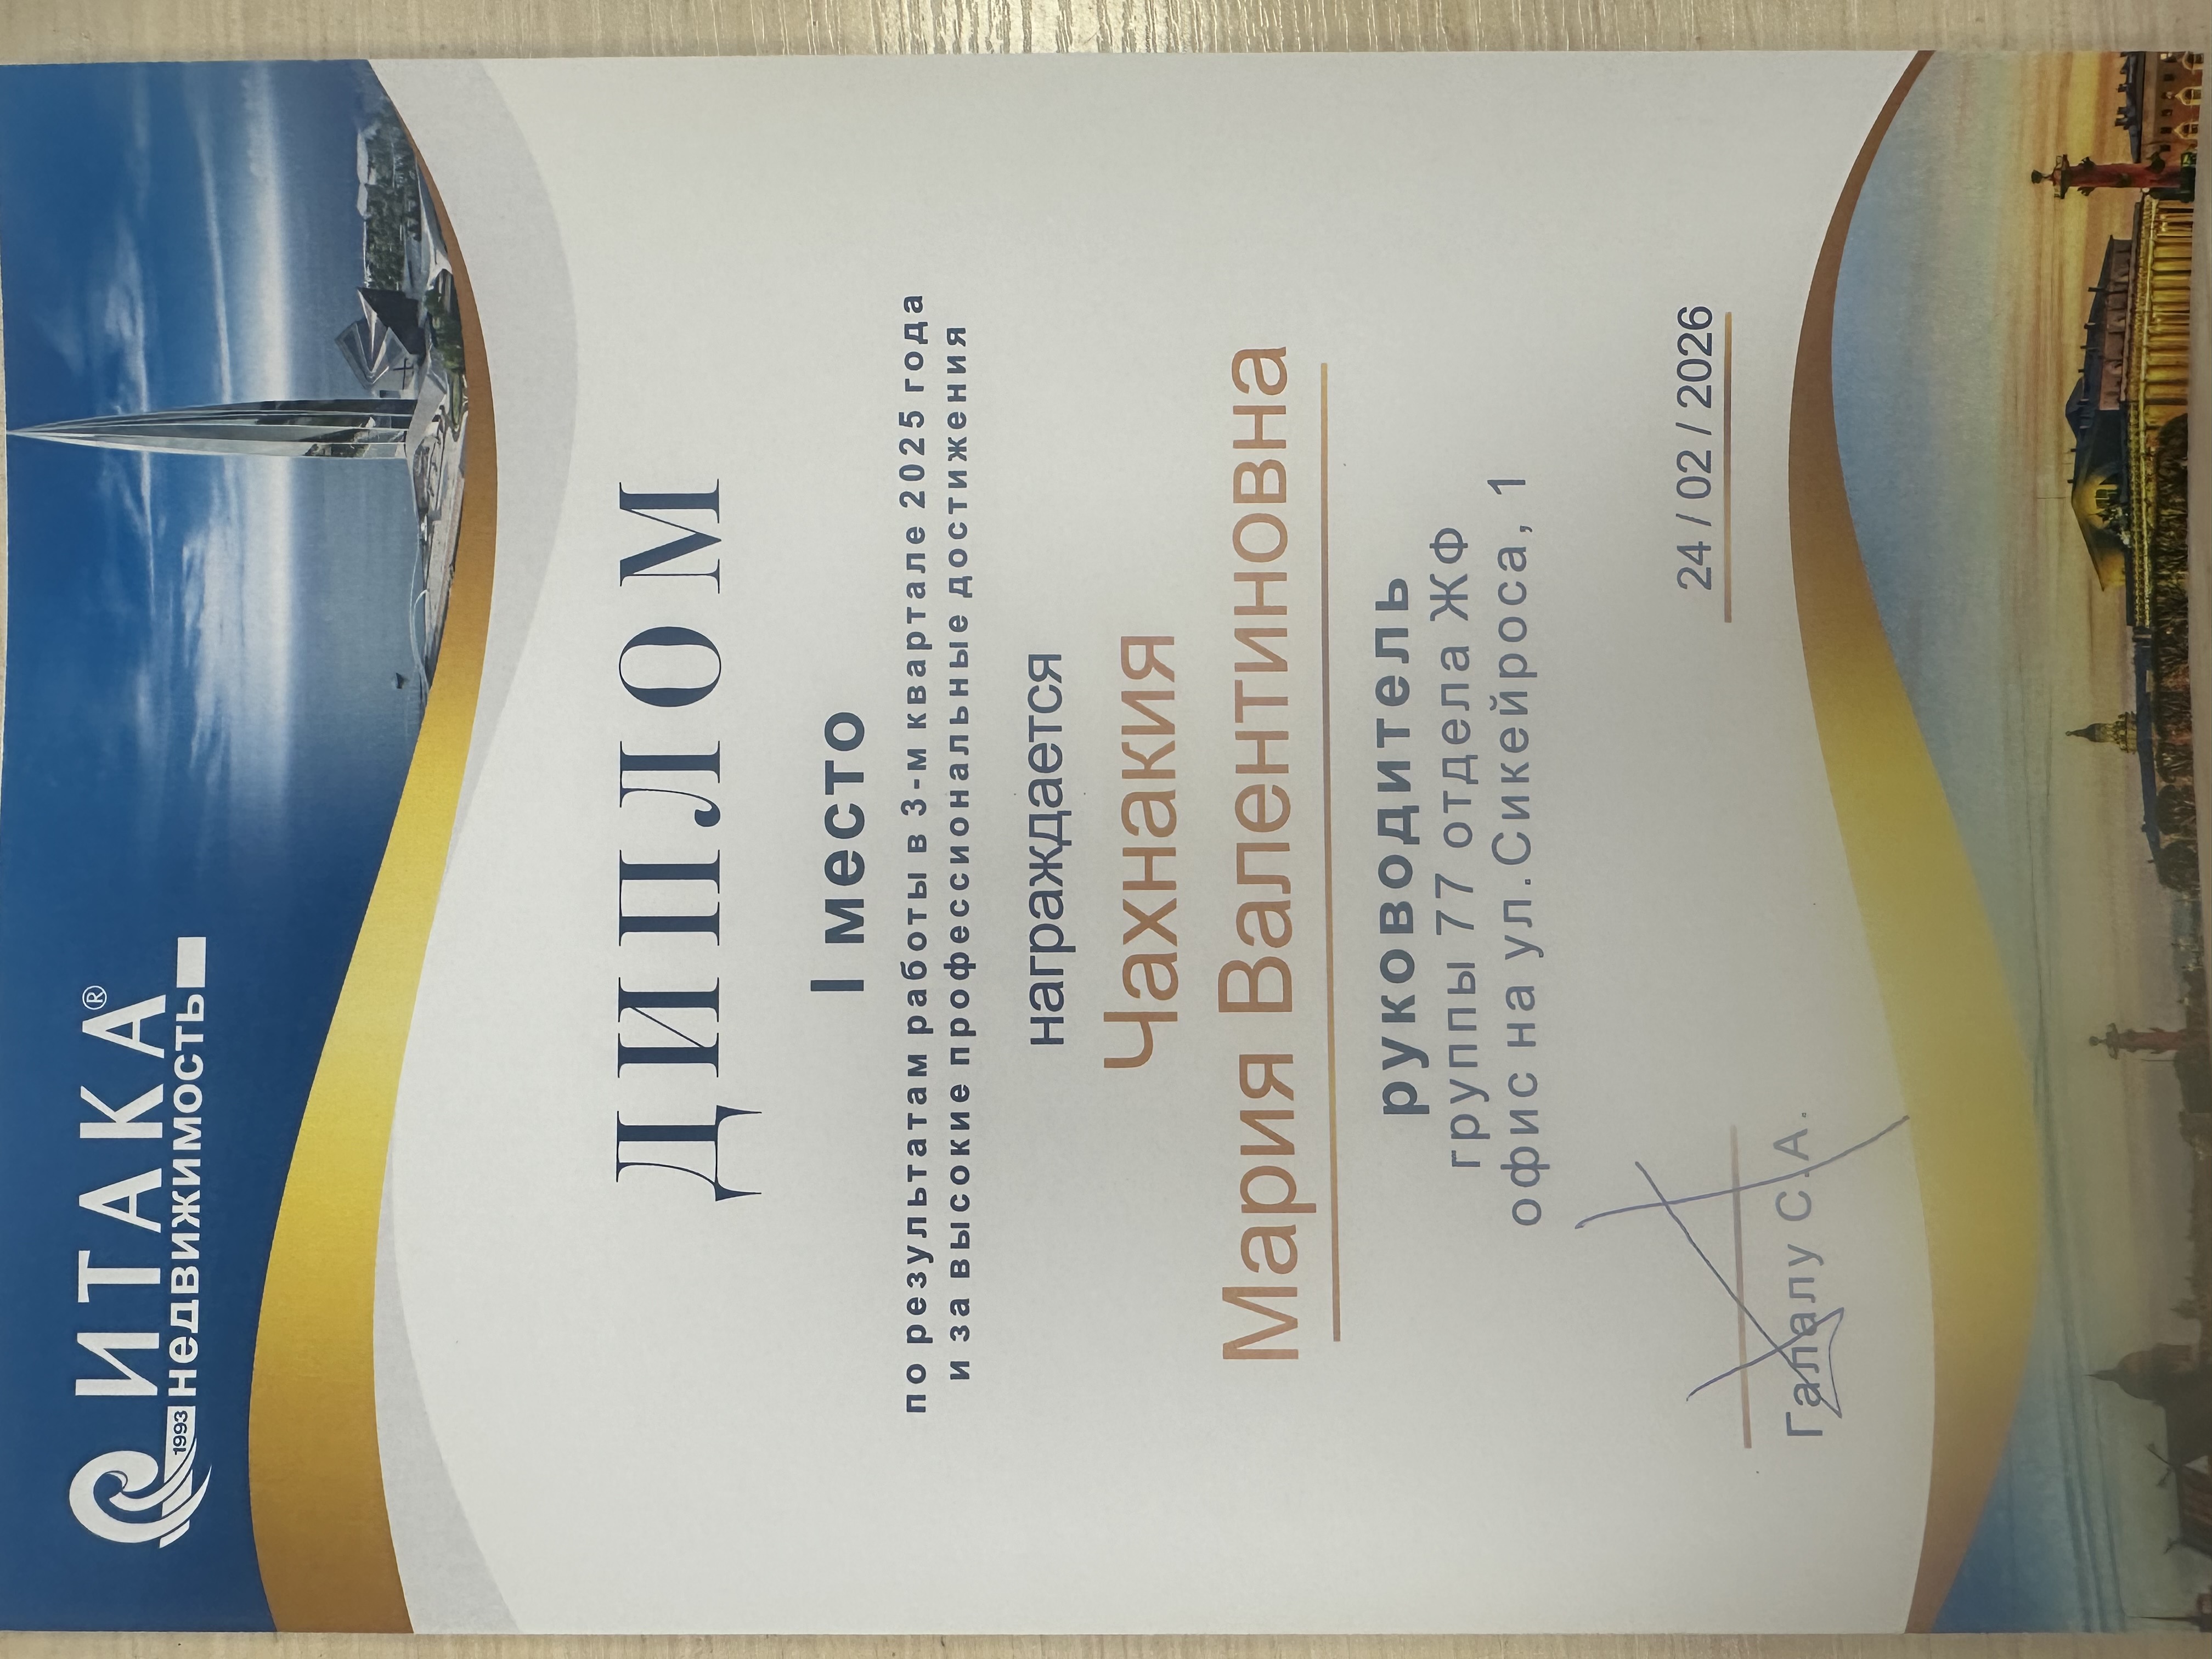 ИТАКА®
1993 НЕДВИЖИМОСТЬ
ДИПЛОМ
I место
по результатам работы в 3-м квартале 2025 года
и за высокие профессиональные достижения
награждается
Чахнакия
Мария Валентиновна
руководитель
группы 77 отдела ЖФ
офис на ул.Сикейроса, 1
24 / 02 / 2026
Галалу С.А.